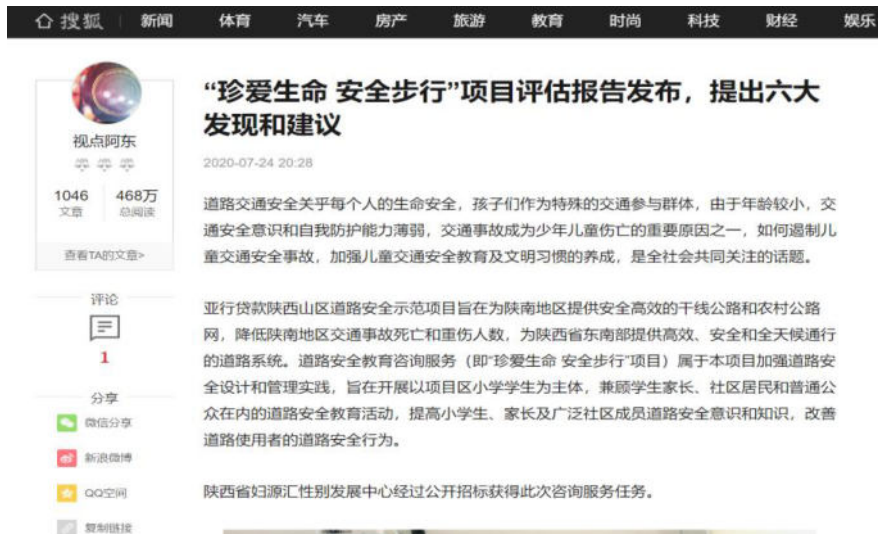 搜狐 新闻 体育 汽车 房产 旅游 教育 时尚 科技 财经 娱乐
视点阿东
1046 468万
文章 总阅读
查看TA的文章>
评论
1
分享
微信分享
新浪微博
QQ空间
复制链接
“珍爱生命 安全步行”项目评估报告发布，提出六大
发现和建议
2020-07-24 20:28
道路交通安全关乎每个人的生命安全，孩子们作为特殊的交通参与群体，由于年龄较小，交
通安全意识和自我防护能力薄弱，交通事故成为少年儿童伤亡的重要原因之一，如何遏制儿
童交通安全事故，加强儿童交通安全教育及文明习惯的养成，是全社会共同关注的话题。
亚行贷款陕西山区道路安全示范项目旨在为陕南地区提供安全高效的干线公路和农村公路
网，降低陕南地区交通事故死亡和重伤人数，为陕西省东南部提供高效、安全和全天候通行
的道路系统。道路安全教育咨询服务（即“珍爱生命 安全步行”项目）属于本项目加强道路安
全设计和管理实践，旨在开展以项目区小学学生为主体，兼顾学生家长、社区居民和普通公
众在内的道路安全教育活动，提高小学生、家长及广泛社区成员道路安全意识和知识，改善
道路使用者的道路安全行为。
陕西省妇源汇性别发展中心经过公开招标获得此次咨询服务任务。